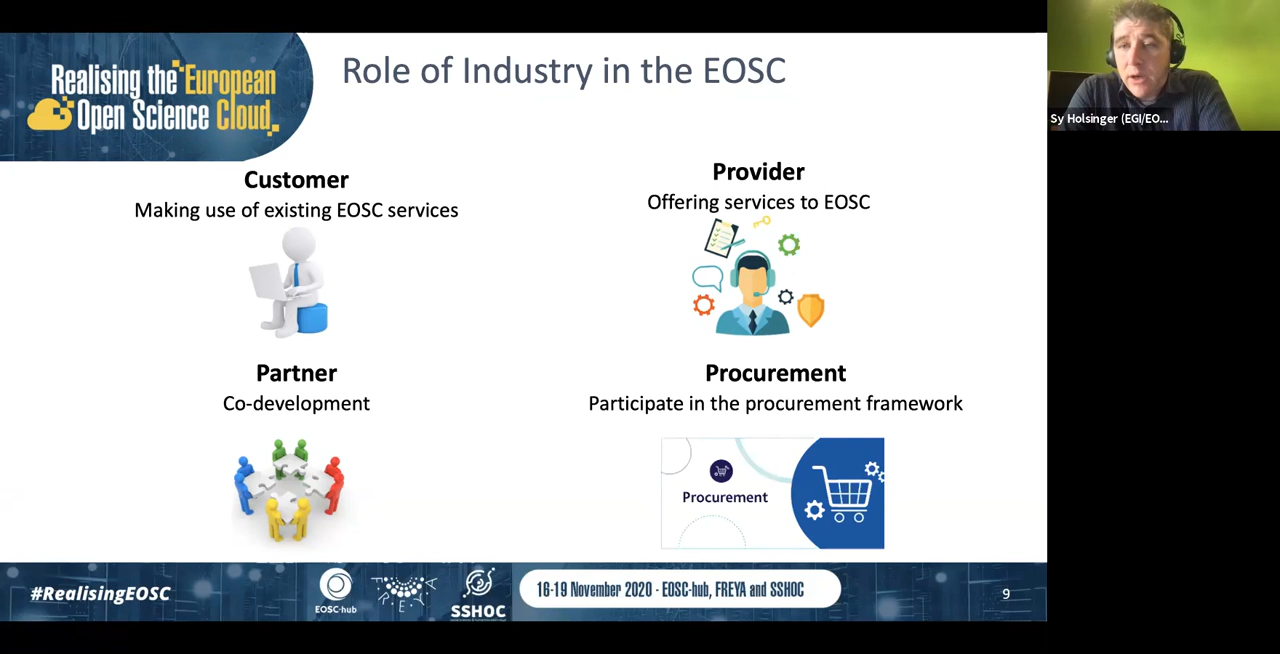 Realising the European
Open Science Cloud
Role of Industry in the EOSC
Sy Holsinger (EGI/EO...
Customer
Making use of existing EOSC services
Provider
Offering services to EOSC
Partner
Co-development
Procurement
Participate in the procurement framework
Procurement
#RealisingEOSC
EOSC-hub
FREYA
SSHOC
16-19 November 2020 - EOSC-hub, FREYA and SSHOC
9